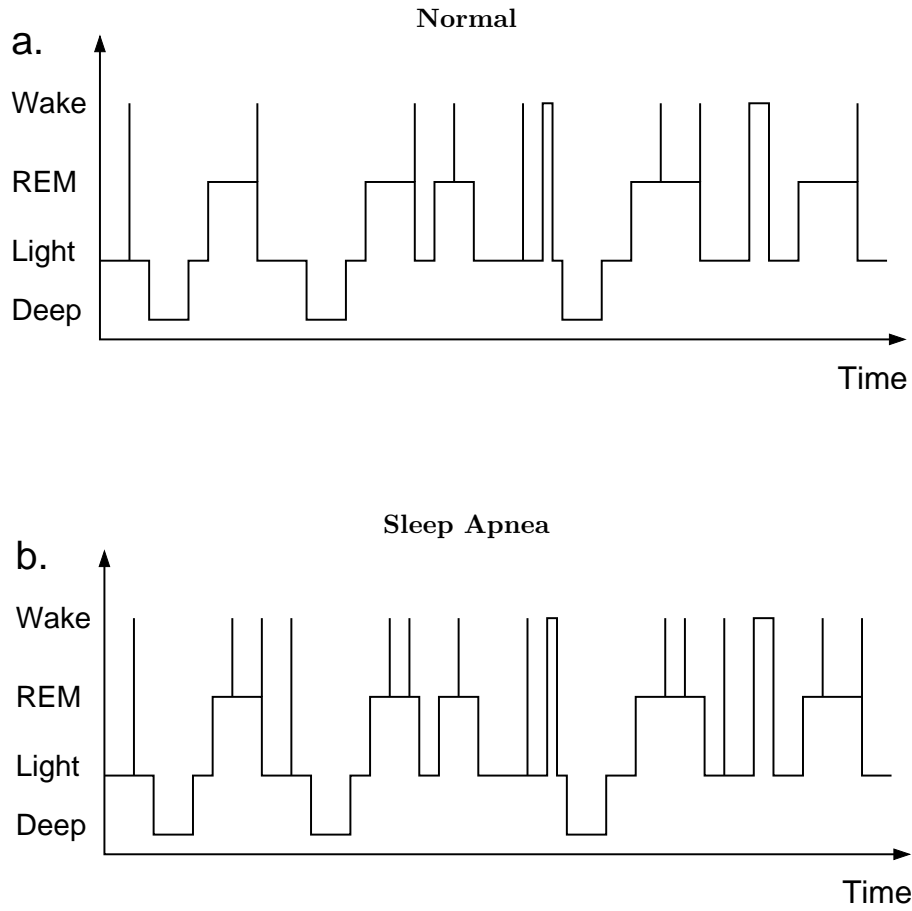 Normal
a.
Wake
REM
Light
Deep
Time
Sleep Apnea
b.
Wake
REM
Light
Deep
Time